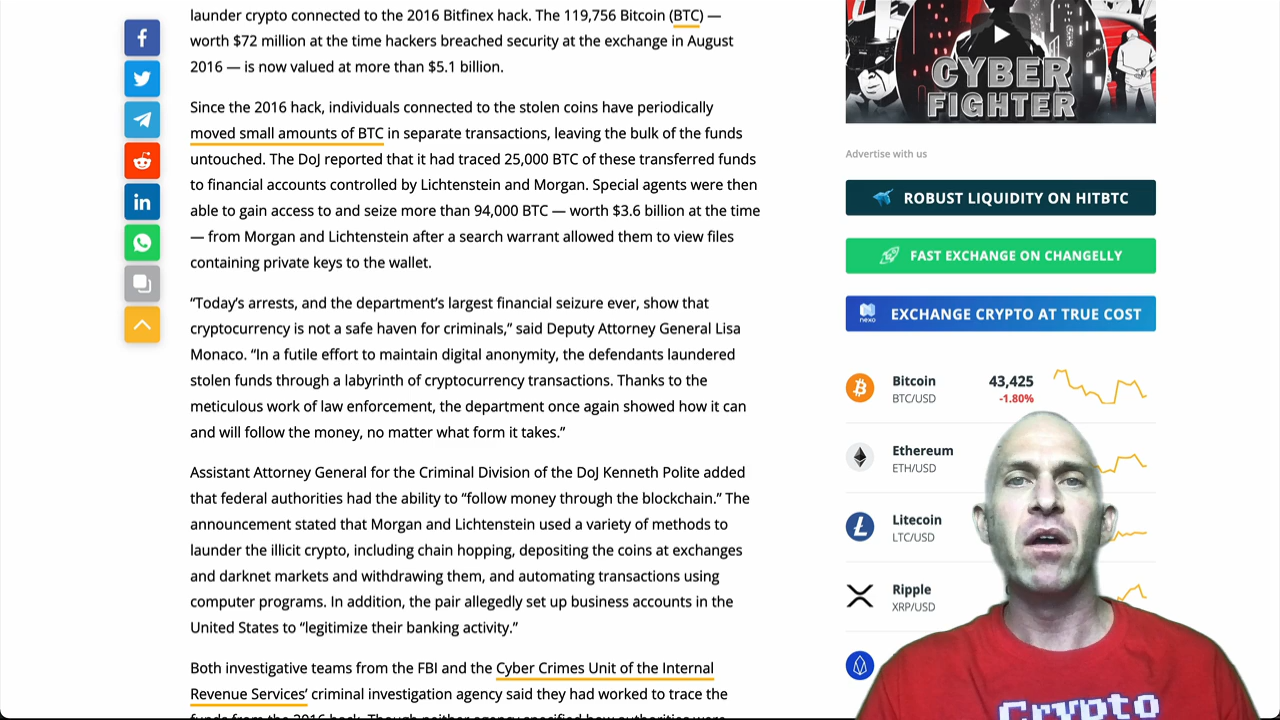 launder crypto connected to the 2016 Bitfinex hack. The 119,756 Bitcoin (BTC) —
worth $72 million at the time hackers breached security at the exchange in August
2016 — is now valued at more than $5.1 billion.
Since the 2016 hack, individuals connected to the stolen coins have periodically
moved small amounts of BTC in separate transactions, leaving the bulk of the funds
untouched. The DoJ reported that it had traced 25,000 BTC of these transferred funds
to financial accounts controlled by Lichtenstein and Morgan. Special agents were then
able to gain access to and seize more than 94,000 BTC — worth $3.6 billion at the time
— from Morgan and Lichtenstein after a search warrant allowed them to view files
containing private keys to the wallet.
“Today’s arrests, and the department’s largest financial seizure ever, show that
cryptocurrency is not a safe haven for criminals,” said Deputy Attorney General Lisa
Monaco. “In a futile effort to maintain digital anonymity, the defendants laundered
stolen funds through a labyrinth of cryptocurrency transactions. Thanks to the
meticulous work of law enforcement, the department once again showed how it can
and will follow the money, no matter what form it takes.”
Assistant Attorney General for the Criminal Division of the DoJ Kenneth Polite added
that federal authorities had the ability to “follow money through the blockchain.” The
announcement stated that Morgan and Lichtenstein used a variety of methods to
launder the illicit crypto, including chain hopping, depositing the coins at exchanges
and darknet markets and withdrawing them, and automating transactions using
computer programs. In addition, the pair allegedly set up business accounts in the
United States to “legitimize their banking activity.”
Both investigative teams from the FBI and the Cyber Crimes Unit of the Internal
Revenue Services’ criminal investigation agency said they had worked to trace the
funds from the 2016 hack. Though neither agency specified how authorities were
CYBER
FIGHTER
Advertise with us
ROBUST LIQUIDITY ON HITBTC
FAST EXCHANGE ON CHANGELLY
nexo
EXCHANGE CRYPTO AT TRUE COST
Bitcoin
43,425
BTC/USD
-1.80%
Ethereum
ETH/USD
Litecoin
LTC/USD
Ripple
XRP/USD
Crypto